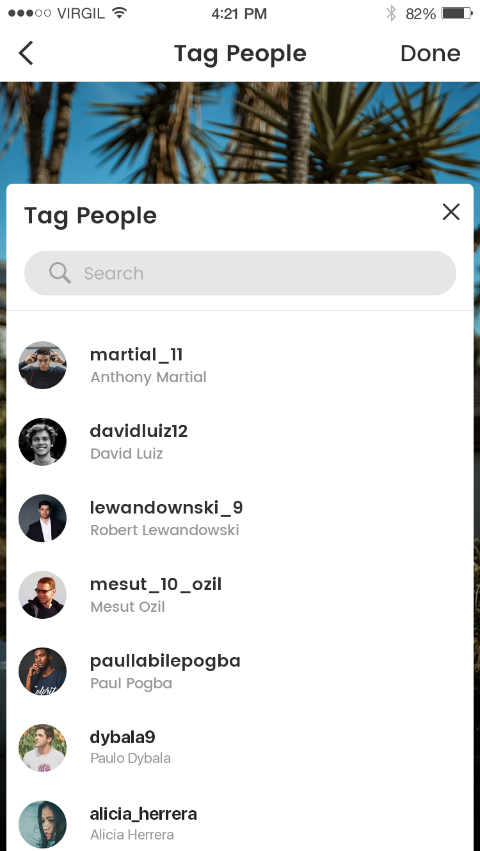 VIRGIL 4:21 PM 82%
Tag People Done
Tag People
Search
martial_11
Anthony Martial
davidluiz12
David Luiz
lewandownski_9
Robert Lewandowski
mesut_10_ozil
Mesut Ozil
paullabilepogba
Paul Pogba
dybala9
Paulo Dybala
alicia_herrera
Alicia Herrera